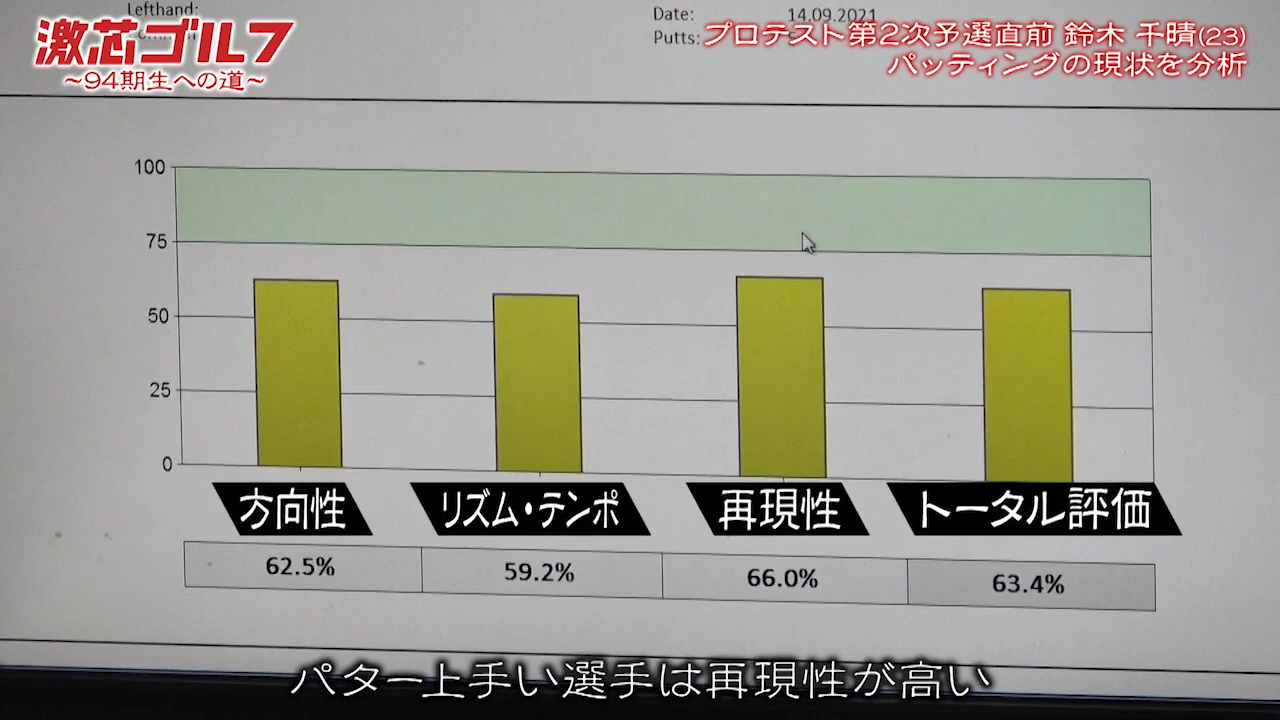 Lefthand:
Date: 14.09.2021
Putts:
激芯ゴルフ
~94期生への道~
プロテスト第2次予選直前 鈴木 千晴(23)
パッティングの現状を分析
100
75
50
25
0
方向性 リズム・テンポ 再現性 トータル評価
62.5% 59.2% 66.0% 63.4%
パター上手い選手は再現性が高い